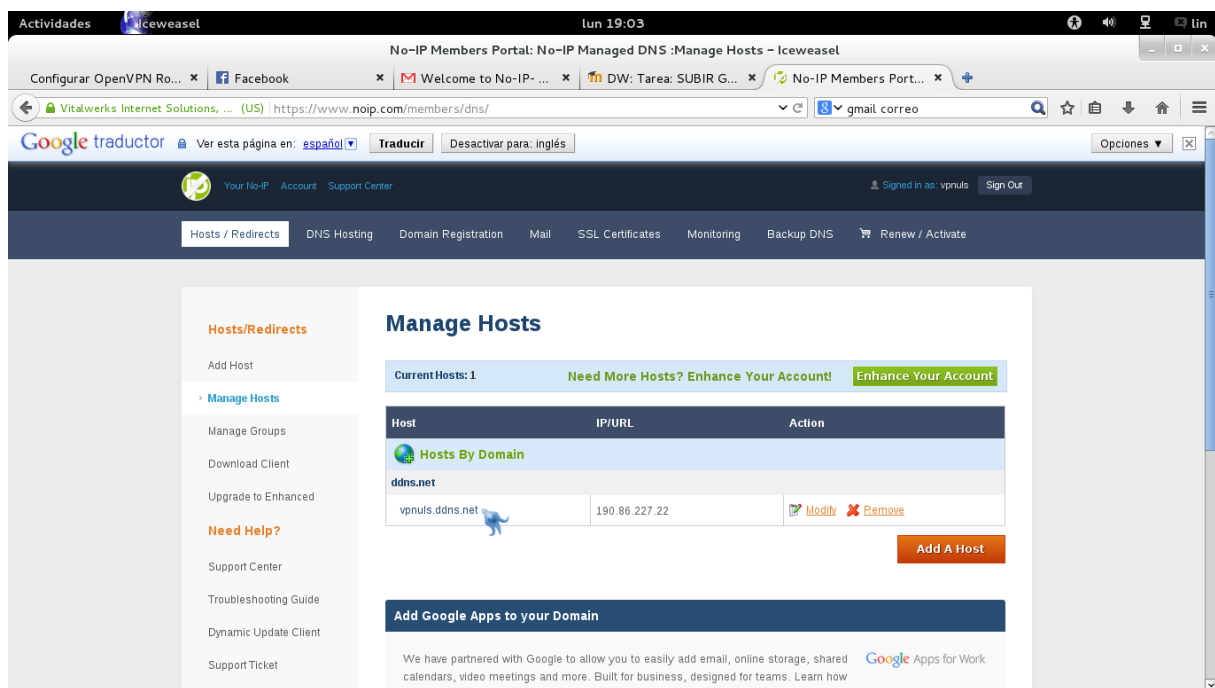 Actividades Iceweasel lun 19:03 lin
No-IP Members Portal: No-IP Managed DNS :Manage Hosts - Iceweasel
Configurar OpenVPN Ro... Facebook Welcome to No-IP- ... DW: Tarea: SUBIR G... No-IP Members Port...
Vitalwerks Internet Solutions, ... (US) https://www.noip.com/members/dns/ gmail correo
Google traductor Ver esta página en: español Traducir Desactivar para: inglés Opciones
Your No-IP Account Support Center Signed in as: vpnuls Sign Out
Hosts / Redirects DNS Hosting Domain Registration Mail SSL Certificates Monitoring Backup DNS Renew / Activate
Hosts/Redirects
Add Host
Manage Hosts
Manage Groups
Download Client
Upgrade to Enhanced
Need Help?
Support Center
Troubleshooting Guide
Dynamic Update Client
Support Ticket
Manage Hosts
Current Hosts: 1 Need More Hosts? Enhance Your Account! Enhance Your Account
Host IP/URL Action
Hosts By Domain
ddns.net
vpnuls.ddns.net 190.86.227.22 Modify Remove
Add A Host
Add Google Apps to your Domain
We have partnered with Google to allow you to easily add email, online storage, shared
calendars, video meetings and more. Built for business, designed for teams. Learn how
Google Apps for Work